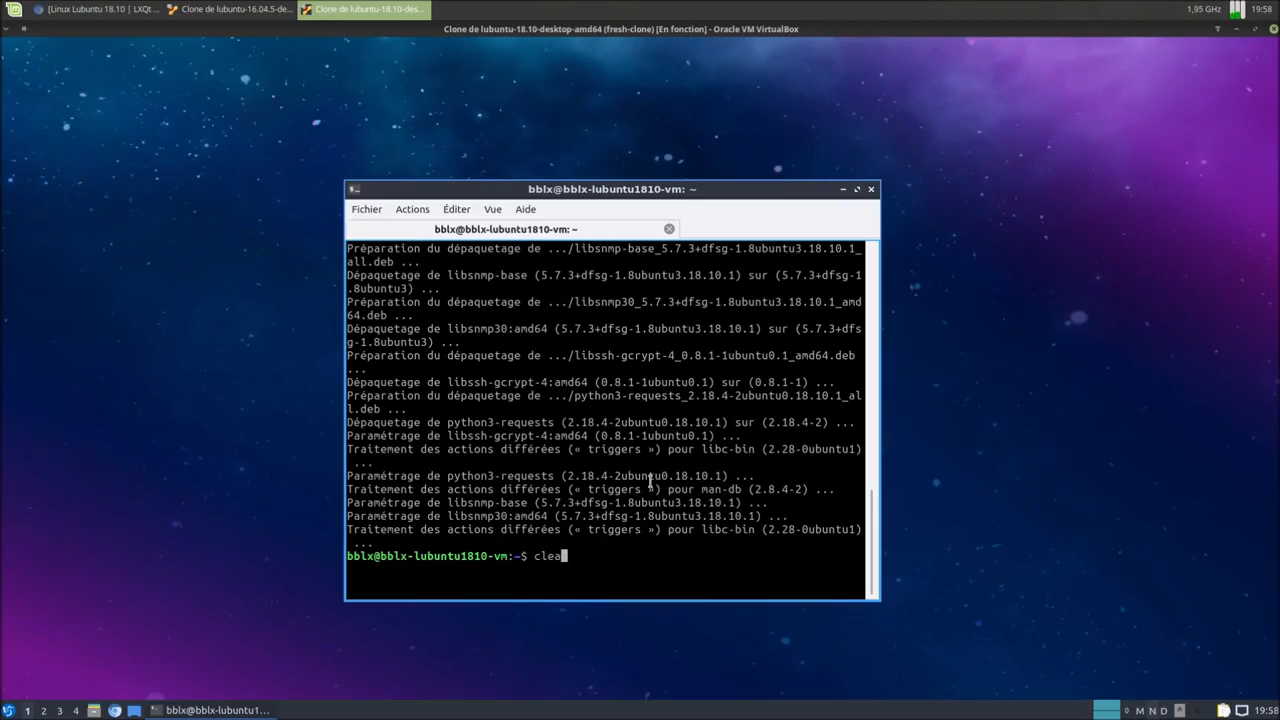 [Linux Lubuntu 18.10 | LXQt ...
Clone de lubuntu-16.04.5-de...
Clone de lubuntu-18.10-des...
1,95 GHz
19:58
Clone de lubuntu-18.10-desktop-amd64 (fresh-clone) [En fonction] - Oracle VM VirtualBox
bblx@bblx-lubuntu1810-vm: ~
Fichier Actions Éditer Vue Aide
bblx@bblx-lubuntu1810-vm: ~
Préparation du dépaquetage de .../libsnmp-base_5.7.3+dfsg-1.8ubuntu3.18.10.1_
all.deb ...
Dépaquetage de libsnmp-base (5.7.3+dfsg-1.8ubuntu3.18.10.1) sur (5.7.3+dfsg-1
.8ubuntu3) ...
Préparation du dépaquetage de .../libsnmp30_5.7.3+dfsg-1.8ubuntu3.18.10.1_amd
64.deb ...
Dépaquetage de libsnmp30:amd64 (5.7.3+dfsg-1.8ubuntu3.18.10.1) sur (5.7.3+dfs
g-1.8ubuntu3) ...
Préparation du dépaquetage de .../libssh-gcrypt-4_0.8.1-1ubuntu0.1_amd64.deb
...
Dépaquetage de libssh-gcrypt-4:amd64 (0.8.1-1ubuntu0.1) sur (0.8.1-1) ...
Préparation du dépaquetage de .../python3-requests_2.18.4-2ubuntu0.18.10.1_al
l.deb ...
Dépaquetage de python3-requests (2.18.4-2ubuntu0.18.10.1) sur (2.18.4-2) ...
Paramétrage de libssh-gcrypt-4:amd64 (0.8.1-1ubuntu0.1) ...
Traitement des actions différées (« triggers ») pour libc-bin (2.28-0ubuntu1)
...
Paramétrage de python3-requests (2.18.4-2ubuntu0.18.10.1) ...
Traitement des actions différées (« triggers ») pour man-db (2.8.4-2) ...
Paramétrage de libsnmp-base (5.7.3+dfsg-1.8ubuntu3.18.10.1) ...
Paramétrage de libsnmp30:amd64 (5.7.3+dfsg-1.8ubuntu3.18.10.1) ...
Traitement des actions différées (« triggers ») pour libc-bin (2.28-0ubuntu1)
...
bblx@bblx-lubuntu1810-vm:~$ clea
1 2 3 4
bblx@bblx-lubuntu1...
M N D
19:58